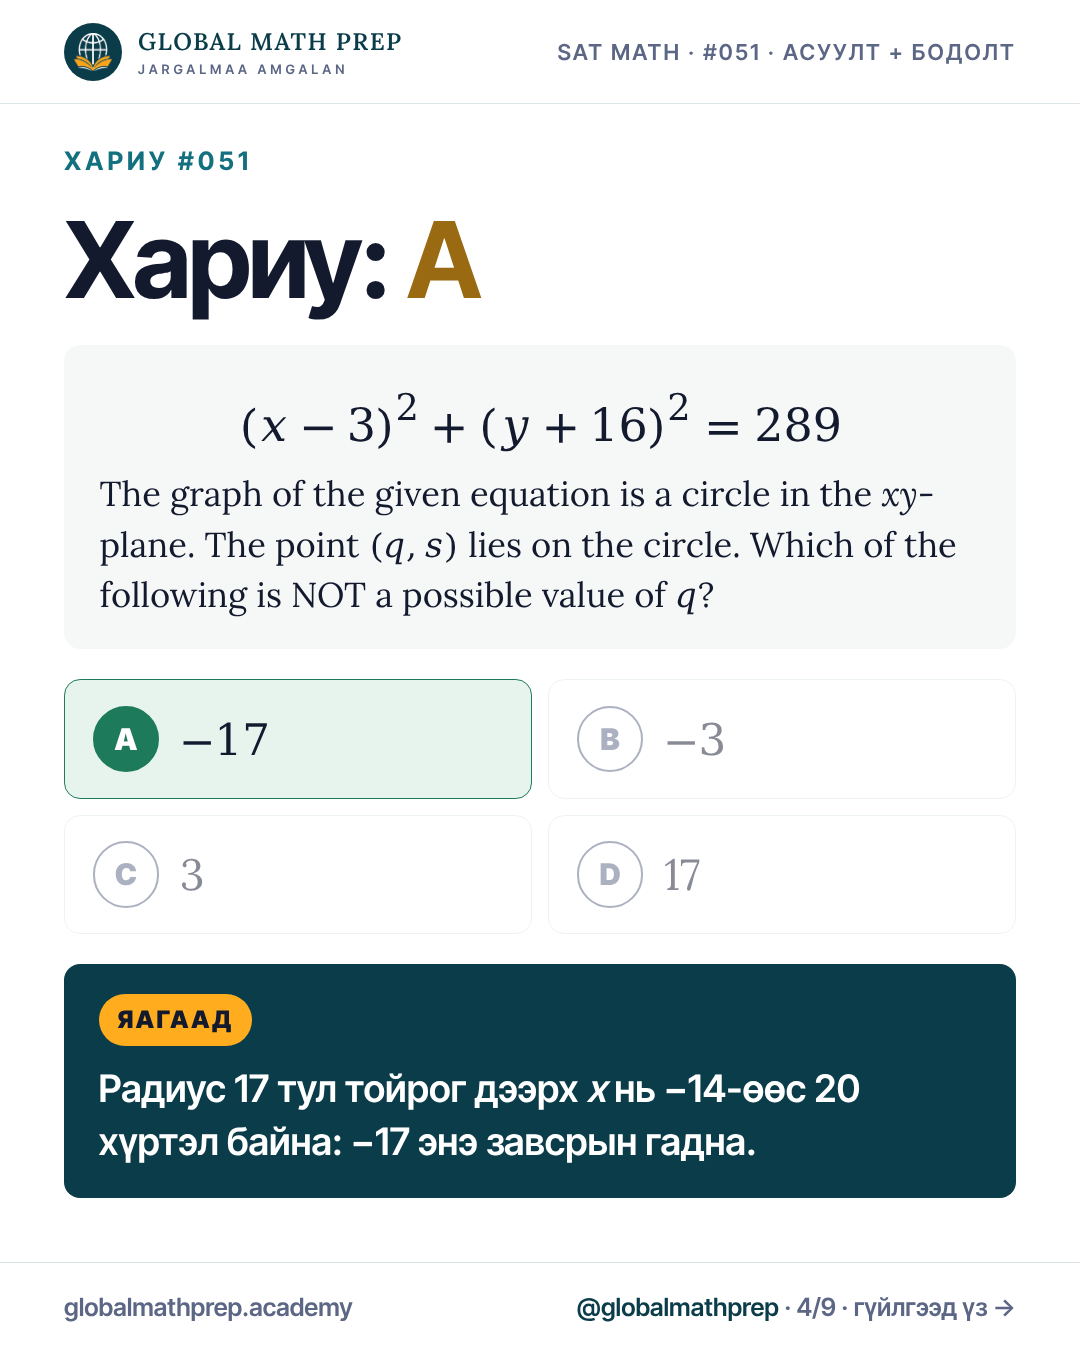 GLOBAL MATH PREP
JARGALMAA AMGALAN
SAT MATH · #051 · АСУУЛТ + БОДОЛТ
ХАРИУ #051
Хариу: A
(x − 3)² + (y + 16)² = 289
The graph of the given equation is a circle in the xy-
plane. The point (q, s) lies on the circle. Which of the
following is NOT a possible value of q?
A −17
B −3
C 3
D 17
ЯАГААД
Радиус 17 тул тойрог дээрх x нь −14-өөс 20
хүртэл байна: −17 энэ завсрын гадна.
globalmathprep.academy
@globalmathprep · 4/9 · гүйлгээд үз →